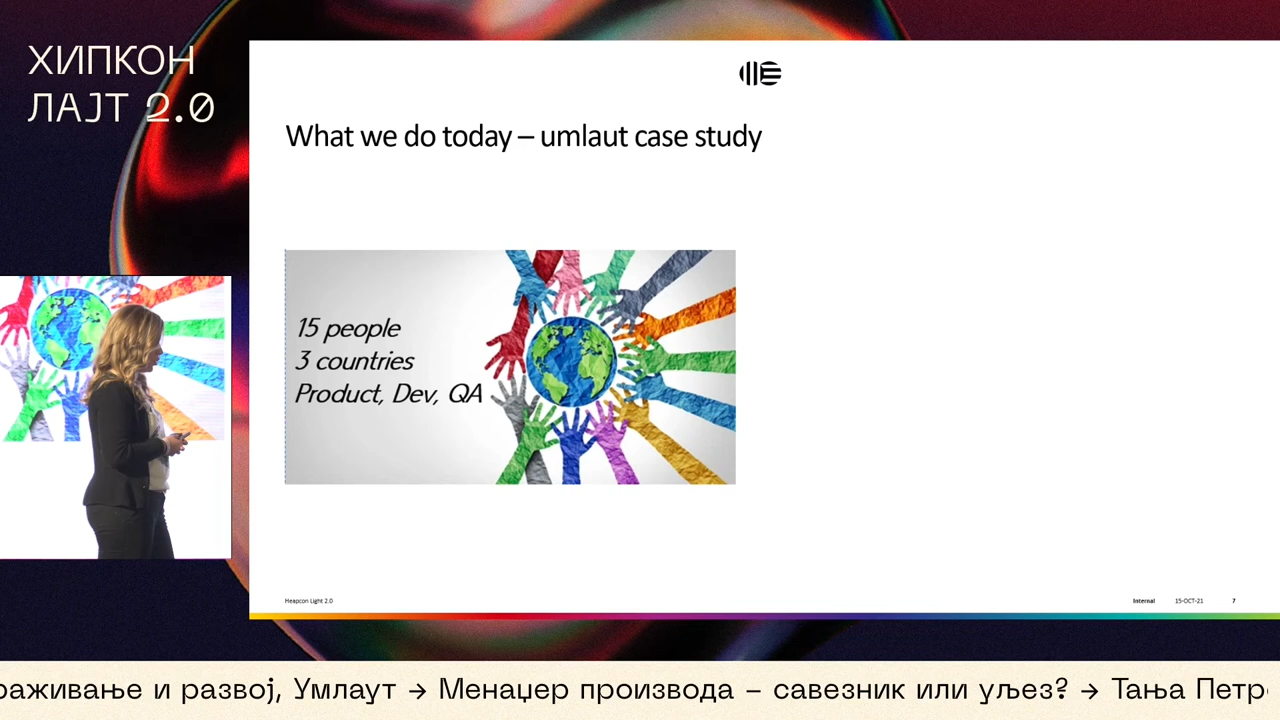 ХИПКОН
ЛАЈТ 2.0
What we do today – umlaut case study
15 people
3 countries
Product, Dev, QA
Heapcon Light 2.0
Internal 15-OCT-21 7
раживање и развој, Умлаут → Менаџер производа – савезник или уљез? → Тања Петр